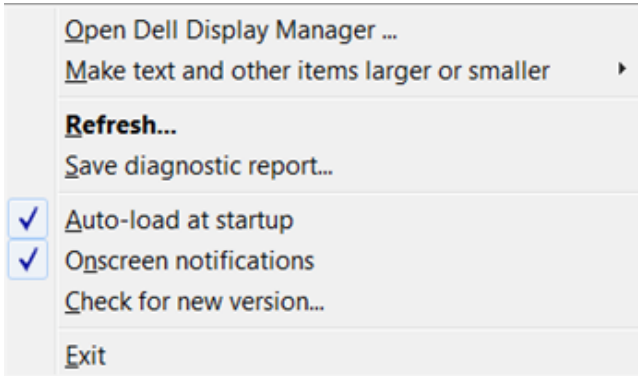 Open Dell Display Manager ...
Make text and other items larger or smaller
Refresh...
Save diagnostic report...
Auto-load at startup
Onscreen notifications
Check for new version...
Exit